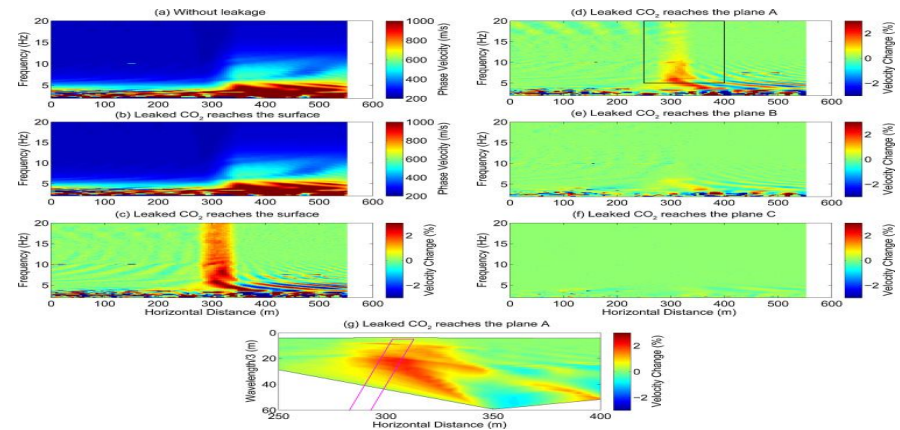 (a) Without leakage
20
15
10
5
Frequency (Hz)
0 100 200 300 400 500 600
1000
800
600
400
200
Phase Velocity (m/s)
(b) Leaked CO2 reaches the surface
20
15
10
5
Frequency (Hz)
0 100 200 300 400 500 600
1000
800
600
400
200
Phase Velocity (m/s)
(c) Leaked CO2 reaches the surface
20
15
10
5
Frequency (Hz)
0 100 200 300 400 500 600
Horizontal Distance (m)
2
0
−2
Velocity Change (%)
(d) Leaked CO2 reaches the plane A
20
15
10
5
Frequency (Hz)
0 100 200 300 400 500 600
2
0
−2
Velocity Change (%)
(e) Leaked CO2 reaches the plane B
20
15
10
5
Frequency (Hz)
0 100 200 300 400 500 600
2
0
−2
Velocity Change (%)
(f) Leaked CO2 reaches the plane C
20
15
10
5
Frequency (Hz)
0 100 200 300 400 500 600
Horizontal Distance (m)
2
0
−2
Velocity Change (%)
(g) Leaked CO2 reaches the plane A
0
20
40
60
Wavelength/3 (m)
250 300 350 400
Horizontal Distance (m)
2
0
−2
Velocity Change (%)